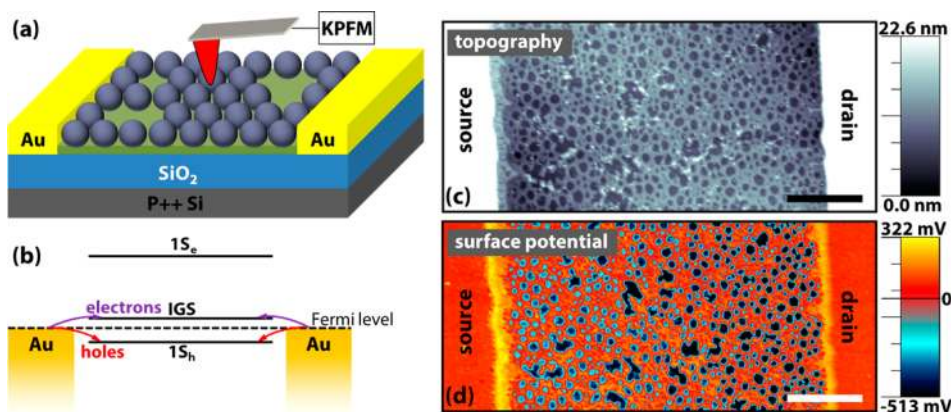 (a)
KPFM
Au
Au
SiO₂
P++ Si
(b)
1Sₑ
electrons
IGS
Fermi level
Au
holes
1Sₕ
Au
topography
source
drain
(c)
22.6 nm
0.0 nm
surface potential
source
drain
(d)
322 mV
0
-513 mV